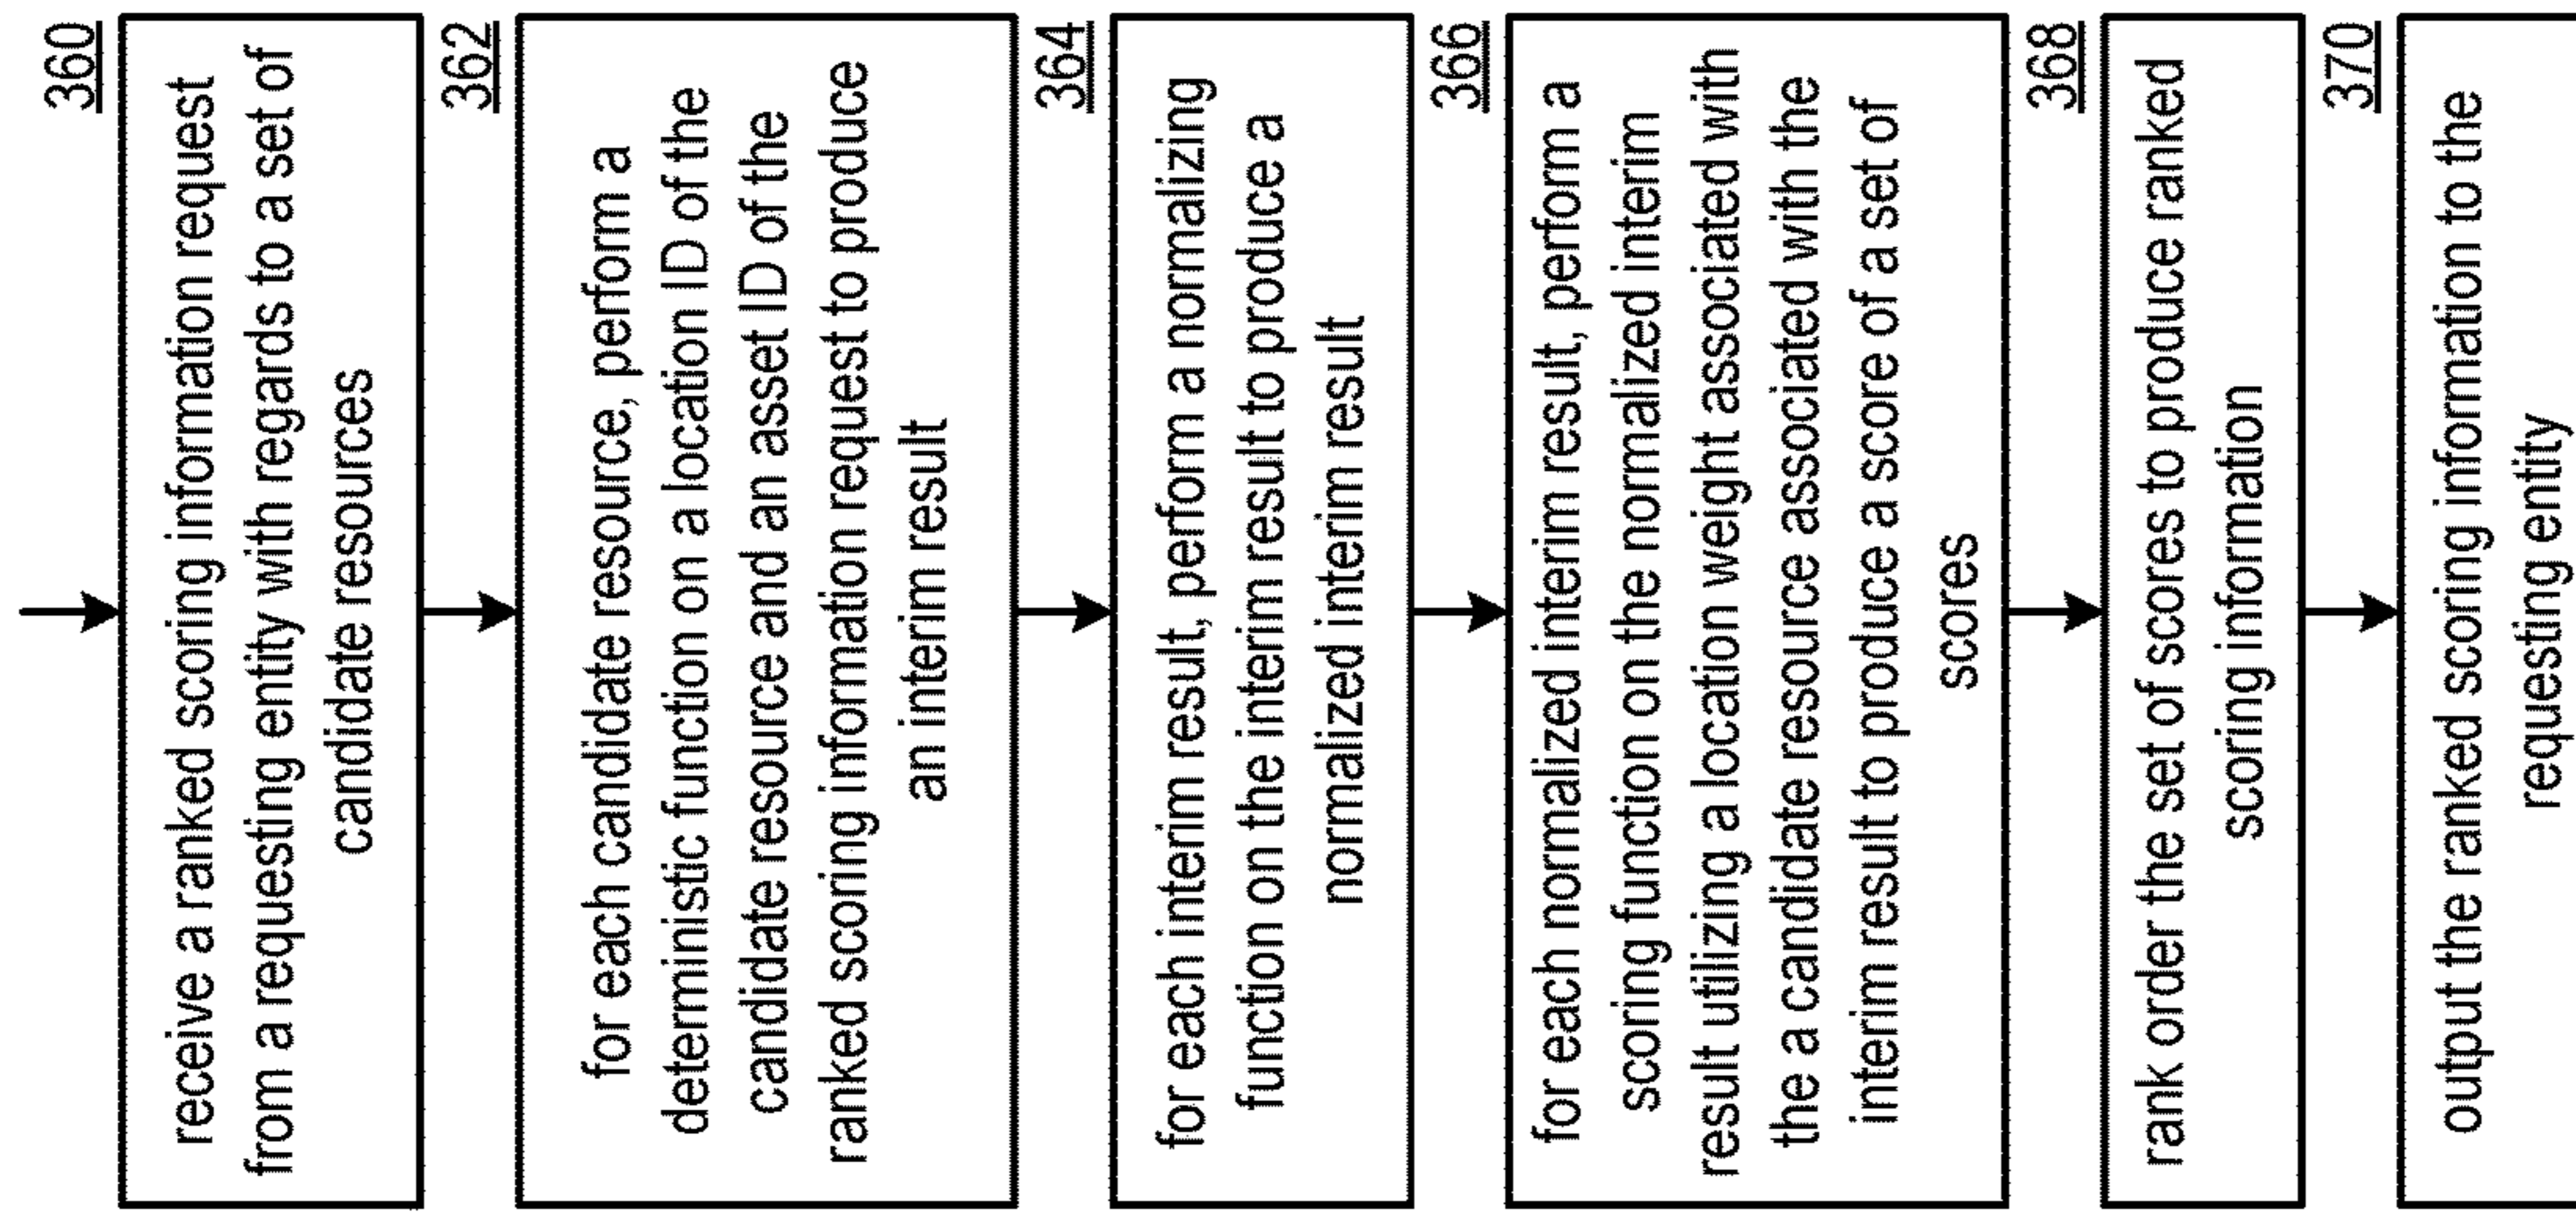 360
receive a ranked scoring information request
from a requesting entity with regards to a set of
candidate resources
362
for each candidate resource, perform a
deterministic function on a location ID of the
candidate resource and an asset ID of the
ranked scoring information request to produce
an interim result
364
for each interim result, perform a normalizing
function on the interim result to produce a
normalized interim result
366
for each normalized interim result, perform a
scoring function on the normalized interim
result utilizing a location weight associated with
the a candidate resource associated with the
interim result to produce a score of a set of
scores
368
rank order the set of scores to produce ranked
scoring information
370
output the ranked scoring information to the
requesting entity